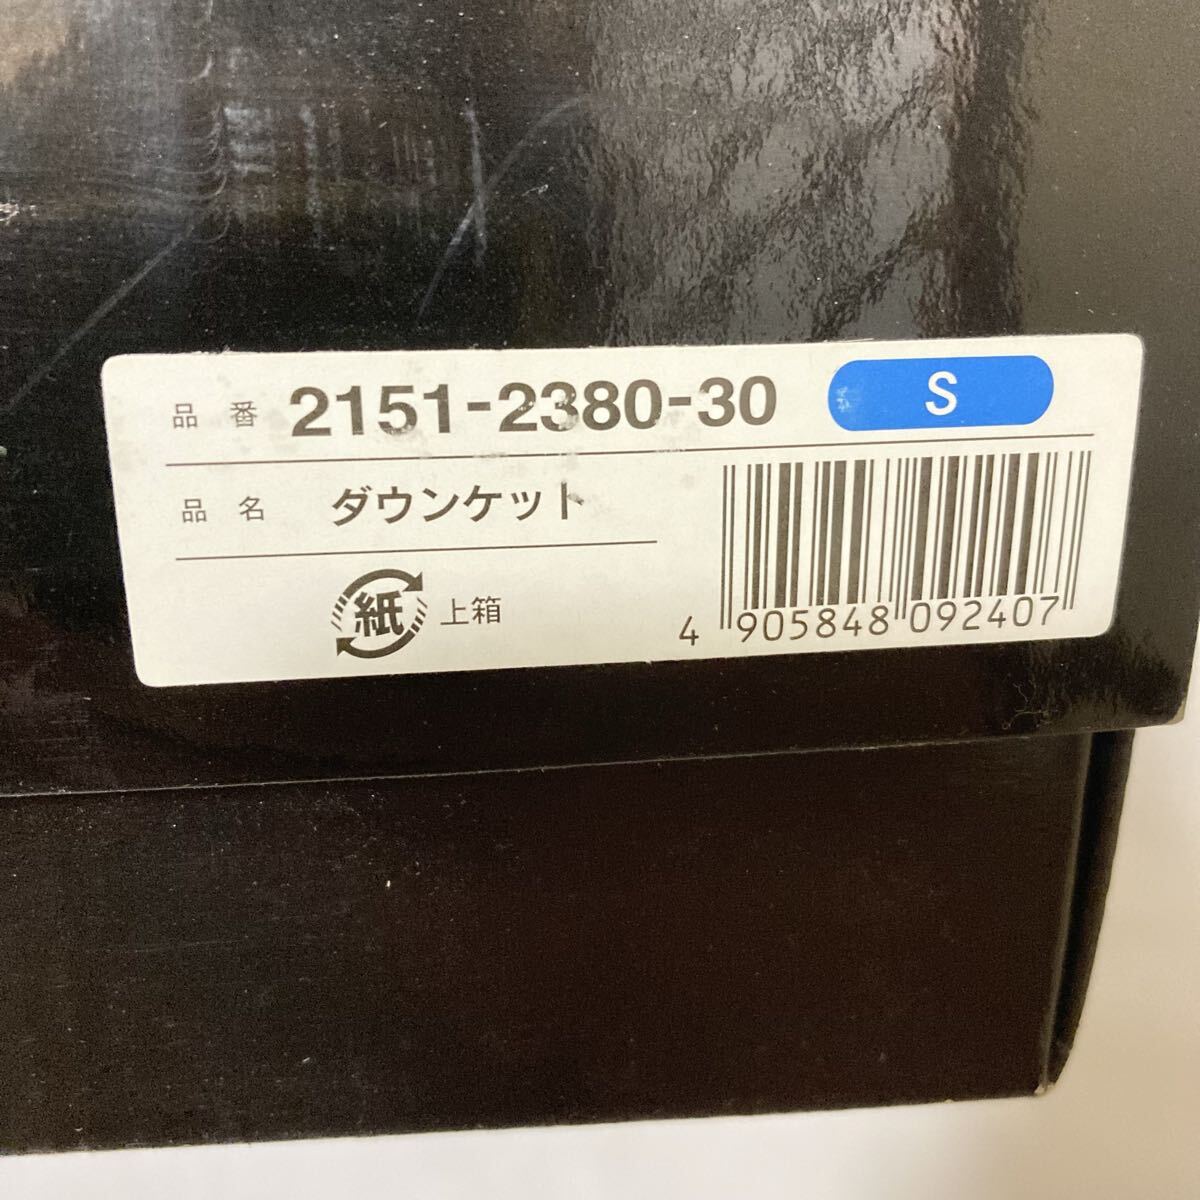 品番 2151-2380-30 S
品名 ダウンケット
紙 上箱
4 905848 092407